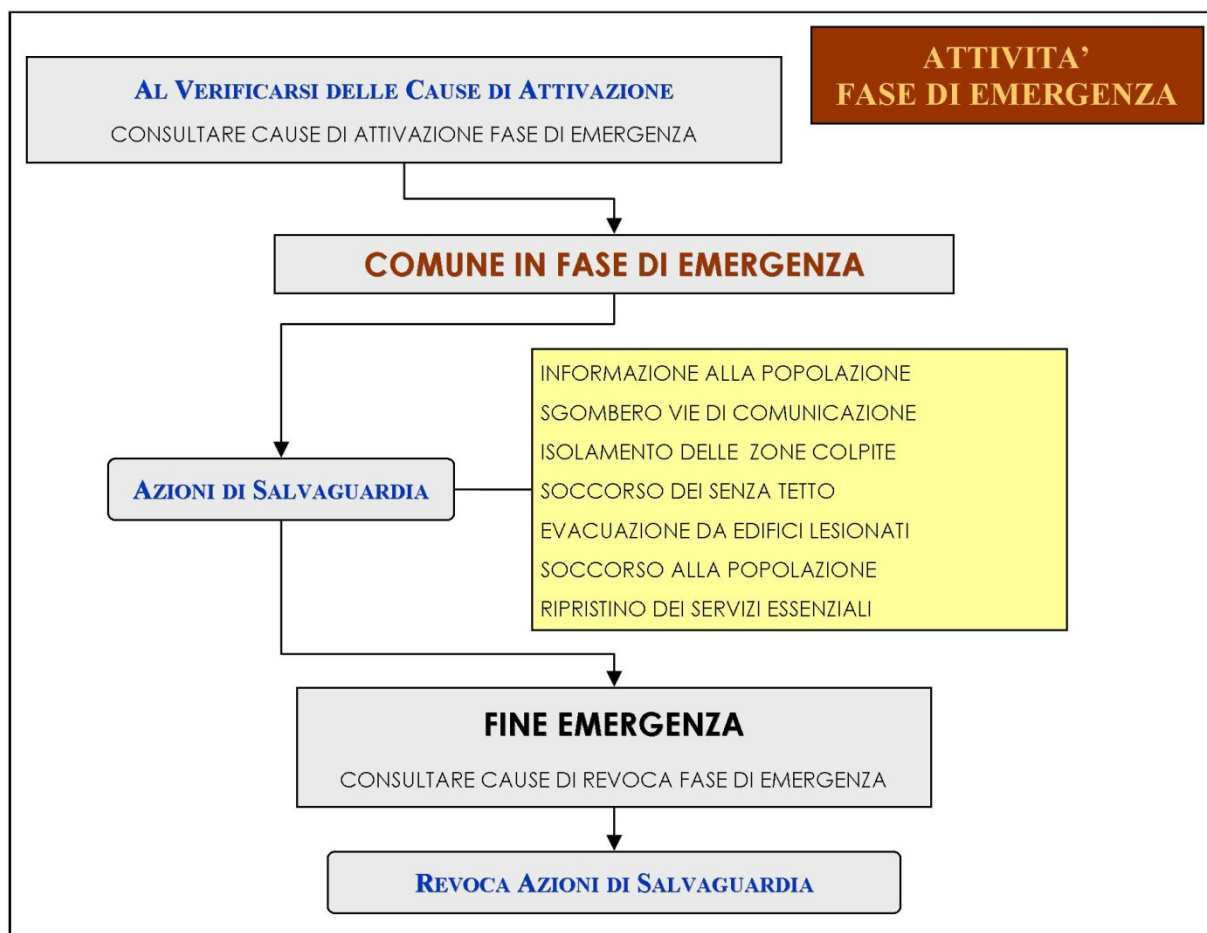 ATTIVITA’
FASE DI EMERGENZA
AL VERIFICARSI DELLE CAUSE DI ATTIVAZIONE
CONSULTARE CAUSE DI ATTIVAZIONE FASE DI EMERGENZA
COMUNE IN FASE DI EMERGENZA
INFORMAZIONE ALLA POPOLAZIONE
SGOMBERO VIE DI COMUNICAZIONE
ISOLAMENTO DELLE ZONE COLPITE
AZIONI DI SALVAGUARDIA
SOCCORSO DEI SENZA TETTO
EVACUAZIONE DA EDIFICI LESIONATI
SOCCORSO ALLA POPOLAZIONE
RIPRISTINO DEI SERVIZI ESSENZIALI
FINE EMERGENZA
CONSULTARE CAUSE DI REVOCA FASE DI EMERGENZA
REVOCA AZIONI DI SALVAGUARDIA